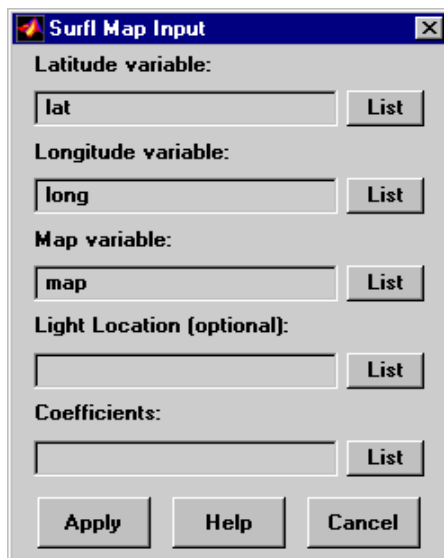 Surfl Map Input
Latitude variable:
lat List
Longitude variable:
long List
Map variable:
map List
Light Location (optional):
List
Coefficients:
List
Apply Help Cancel